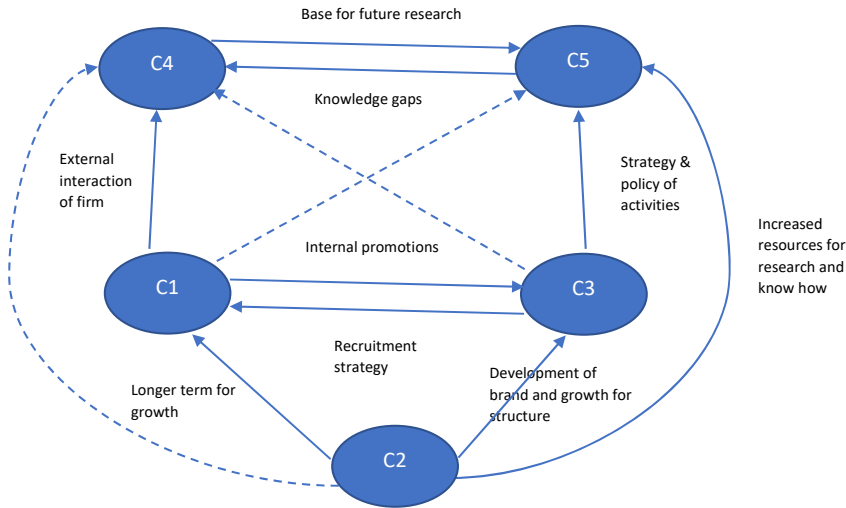 Base for future research
C4
C5
Knowledge gaps
External
interaction
of firm
Strategy &
policy of
activities
Increased
resources for
research and
know how
Internal promotions
C1
C3
Recruitment
strategy
Longer term for
growth
Development of
brand and growth for
structure
C2